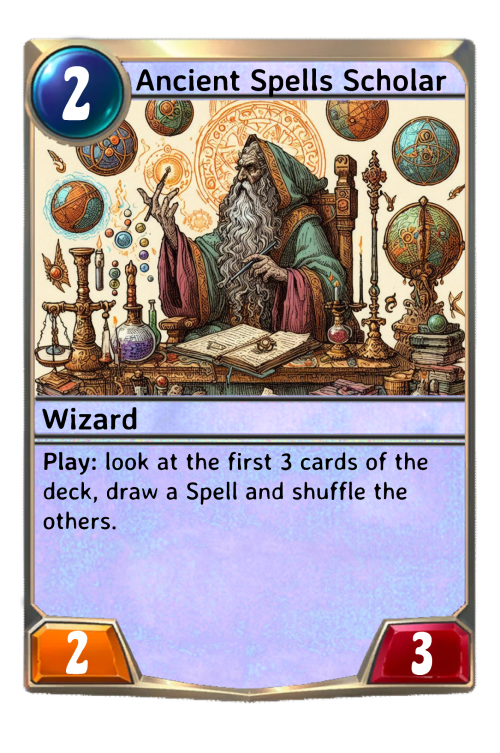 2
Ancient Spells Scholar
Wizard
Play: look at the first 3 cards of the
deck, draw a Spell and shuffle the
others.
2
3